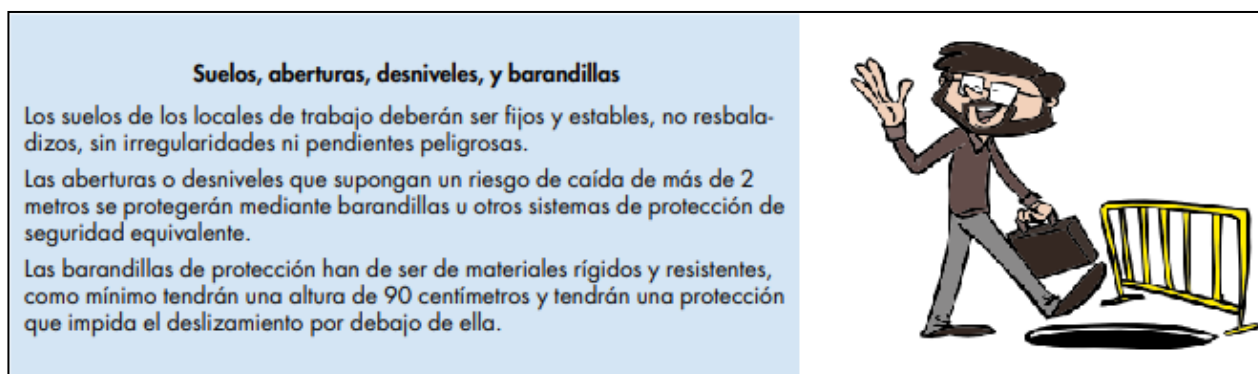 Suelos, aberturas, desniveles, y barandillas
Los suelos de los locales de trabajo deberán ser fijos y estables, no resbala-
dizos, sin irregularidades ni pendientes peligrosas.
Las aberturas o desniveles que supongan un riesgo de caída de más de 2
metros se protegerán mediante barandillas u otros sistemas de protección de
seguridad equivalente.
Las barandillas de protección han de ser de materiales rígidos y resistentes,
como mínimo tendrán una altura de 90 centímetros y tendrán una protección
que impida el deslizamiento por debajo de ella.